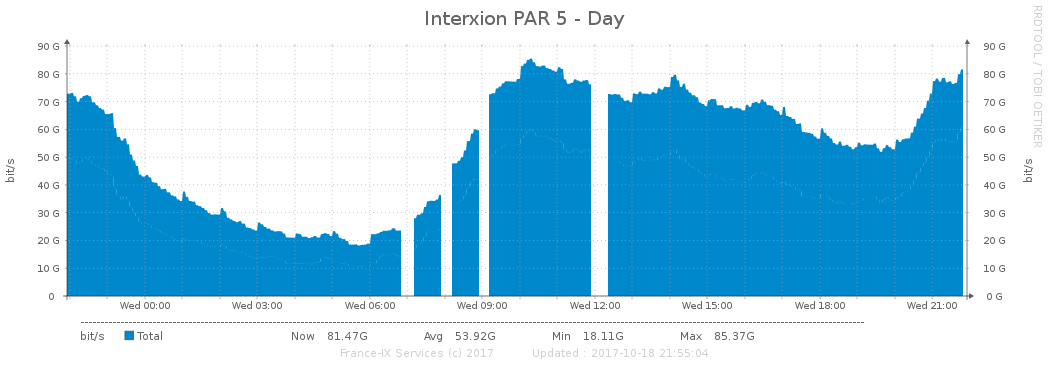 Interxion PAR 5 - Day
RRDTOOL / TOBI OETIKER
90 G 90 G
80 G 80 G
70 G 70 G
60 G 60 G
50 G 50 G
40 G 40 G
30 G 30 G
20 G 20 G
10 G 10 G
0 0 G
bit/s
bit/s
Wed 00:00 Wed 03:00 Wed 06:00 Wed 09:00 Wed 12:00 Wed 15:00 Wed 18:00 Wed 21:00
bit/s Total Now 81.47G Avg 53.92G Min 18.11G Max 85.37G
France-IX Services (c) 2017 Updated : 2017-10-18 21:55:04